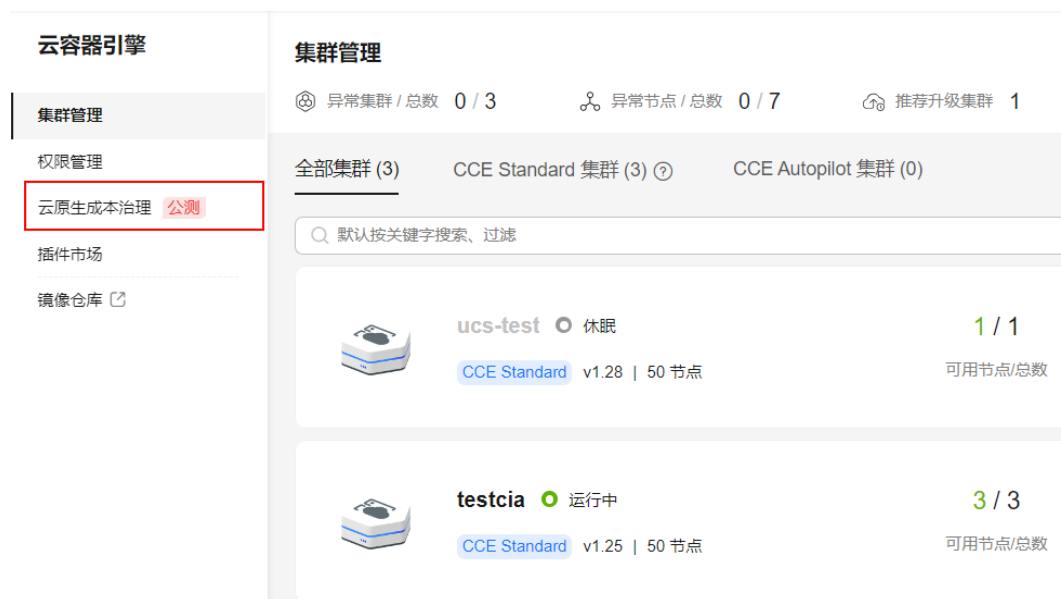 云容器引擎
集群管理
权限管理
云原生成本治理 公测
插件市场
镜像仓库
集群管理
异常集群 / 总数 0 / 3 异常节点 / 总数 0 / 7 推荐升级集群 1
全部集群 (3) CCE Standard 集群 (3) ? CCE Autopilot 集群 (0)
默认按关键字搜索、过滤
ucs-test 休眠 1 / 1
CCE Standard v1.28 | 50 节点 可用节点/总数
testcia 运行中 3 / 3
CCE Standard v1.25 | 50 节点 可用节点/总数